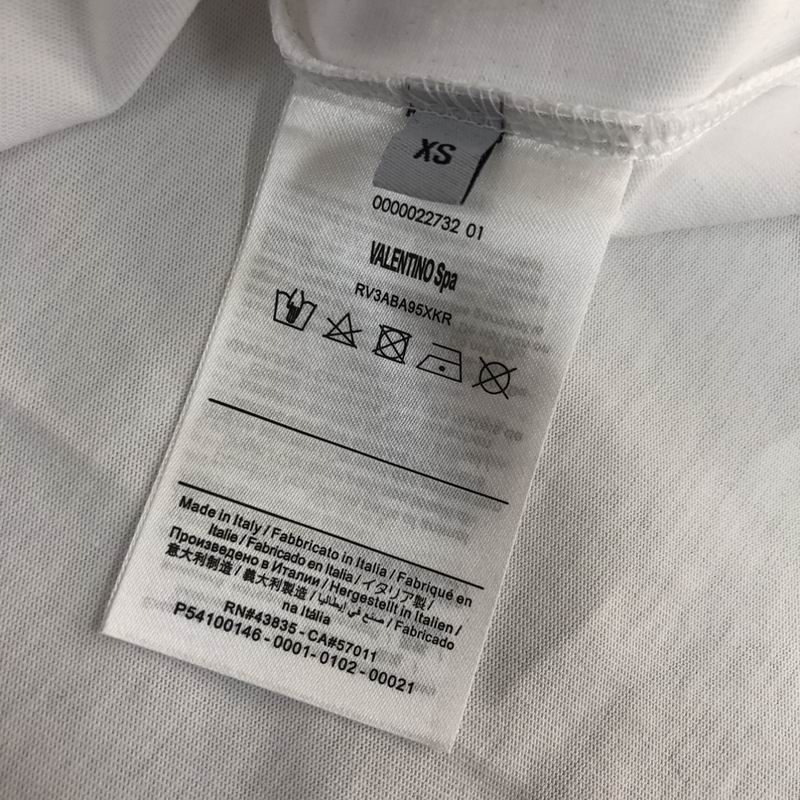 XS
0000022732 01
VALENTINO Spa
RV3ABA95XKR
Made in Italy / Fabbricato in Italia / Fabriqué en
Italie / Fabricado en Italia / イタリア製 /
Произведено в Италии / Hergestellt in Italien /
意大利制造 / 義大利製造 / صنع في إيطاليا / Fabricado
na Itália
RN#43835 - CA#57011
P54100146 - 0001 - 0102 - 00021